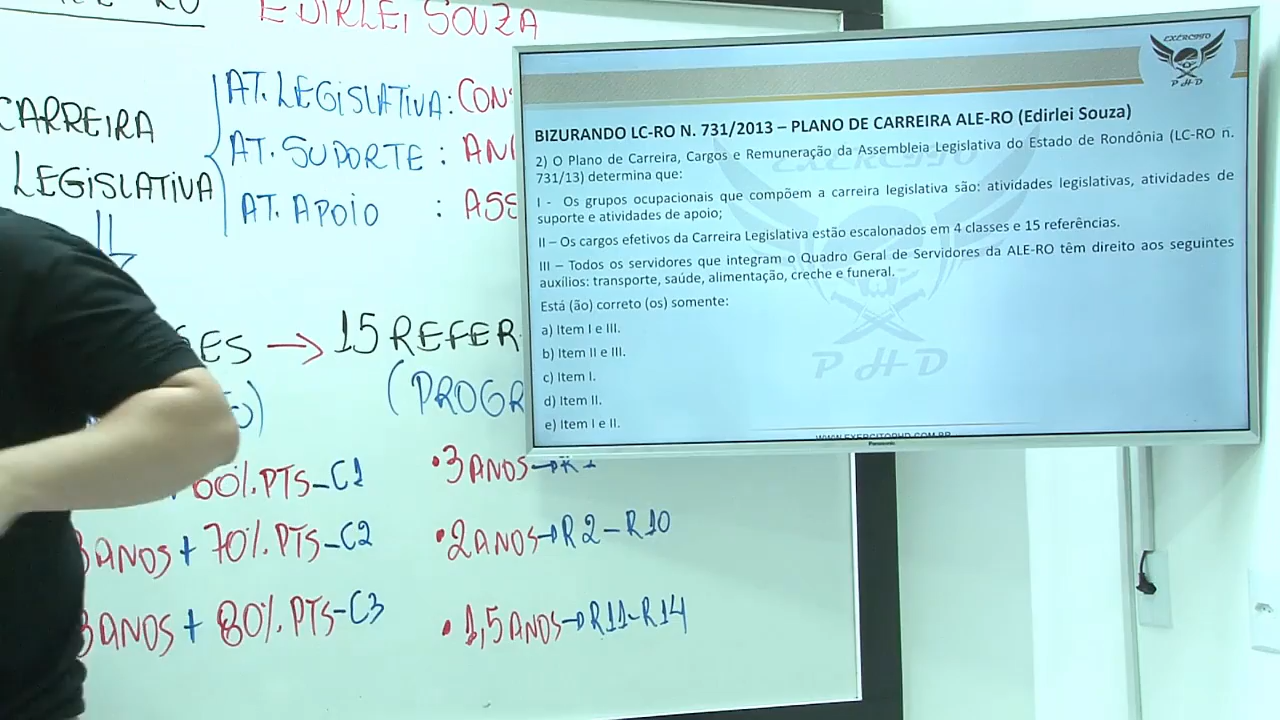 EDIRLEI SOUZA
CARREIRA
LEGISLATIVA
AT. LEGISLATIVA:
AT. SUPORTE :
AT. APOIO :
15 REFER
60%.PTS-C1
3 ANOS + 70%.PTS-C2
3 ANOS + 80%.PTS-C3
•3 ANOS
•2 ANOS→R2-R10
•1,5 ANOS→R11-R14
EXÉRCITO
PHD
BIZURANDO LC-RO N. 731/2013 – PLANO DE CARREIRA ALE-RO (Edirlei Souza)
2) O Plano de Carreira, Cargos e Remuneração da Assembleia Legislativa do Estado de Rondônia (LC-RO n.
731/13) determina que:
I - Os grupos ocupacionais que compõem a carreira legislativa são: atividades legislativas, atividades de
suporte e atividades de apoio;
II – Os cargos efetivos da Carreira Legislativa estão escalonados em 4 classes e 15 referências.
III – Todos os servidores que integram o Quadro Geral de Servidores da ALE-RO têm direito aos seguintes
auxílios: transporte, saúde, alimentação, creche e funeral.
Está (ão) correto (os) somente:
a) Item I e III.
b) Item II e III.
c) Item I.
d) Item II.
e) Item I e II.
PHD
WWW.EXERCITOPHD.COM.BR
Panasonic